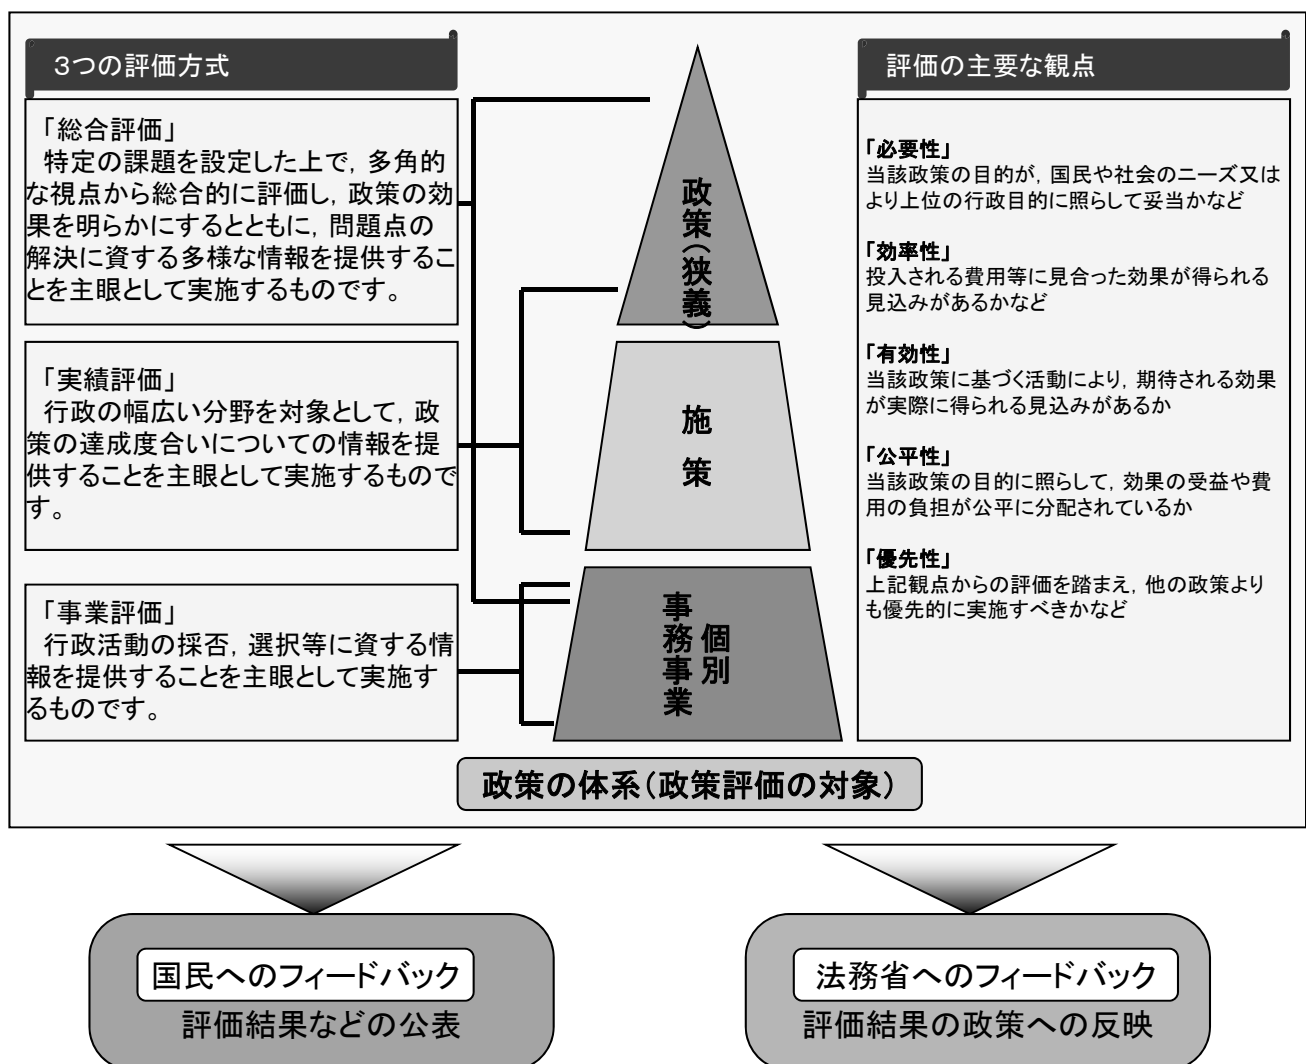 3つの評価方式
「総合評価」
特定の課題を設定した上で，多角的
な視点から総合的に評価し，政策の効
果を明らかにするとともに，問題点の
解決に資する多様な情報を提供するこ
とを主眼として実施するものです。
「実績評価」
行政の幅広い分野を対象として，政
策の達成度合いについての情報を提
供することを主眼として実施するもので
す。
「事業評価」
行政活動の採否，選択等に資する情
報を提供することを主眼として実施す
るものです。
政策（狭義）
施策
個別
事務事業
政策の体系（政策評価の対象）
評価の主要な観点
「必要性」
当該政策の目的が，国民や社会のニーズ又は
より上位の行政目的に照らして妥当かなど
「効率性」
投入される費用等に見合った効果が得られる
見込みがあるかなど
「有効性」
当該政策に基づく活動により，期待される効果
が実際に得られる見込みがあるか
「公平性」
当該政策の目的に照らして，効果の受益や費
用の負担が公平に分配されているか
「優先性」
上記観点からの評価を踏まえ，他の政策より
も優先的に実施すべきかなど
国民へのフィードバック
評価結果などの公表
法務省へのフィードバック
評価結果の政策への反映